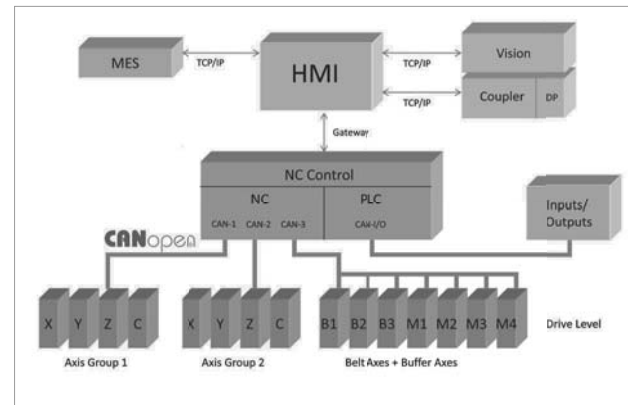 MES
TCP/IP
HMI
TCP/IP
Vision
TCP/IP
Coupler DP
Gateway
NC Control
NC PLC
CAN-1 CAN-2 CAN-3 CAN-I/O
Inputs/
Outputs
CANopen
X Y Z C X Y Z C B1 B2 B3 M1 M2 M3 M4
Drive Level
Axis Group 1 Axis Group 2 Belt Axes + Buffer Axes